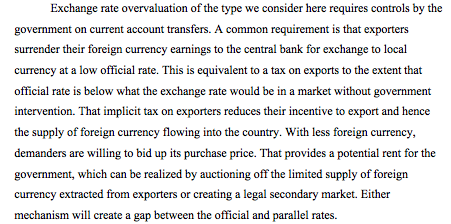 Exchange rate overvaluation of the type we consider here requires controls by the
government on current account transfers. A common requirement is that exporters
surrender their foreign currency earnings to the central bank for exchange to local
currency at a low official rate. This is equivalent to a tax on exports to the extent that
official rate is below what the exchange rate would be in a market without government
intervention. That implicit tax on exporters reduces their incentive to export and hence
the supply of foreign currency flowing into the country. With less foreign currency,
demanders are willing to bid up its purchase price. That provides a potential rent for the
government, which can be realized by auctioning off the limited supply of foreign
currency extracted from exporters or creating a legal secondary market. Either
mechanism will create a gap between the official and parallel rates.